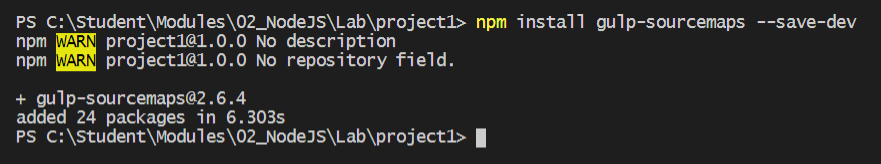 PS C:\Student\Modules\02_NodeJS\Lab\project1> npm install gulp-sourcemaps --save-dev
npm WARN project1@1.0.0 No description
npm WARN project1@1.0.0 No repository field.
+ gulp-sourcemaps@2.6.4
added 24 packages in 6.303s
PS C:\Student\Modules\02_NodeJS\Lab\project1>